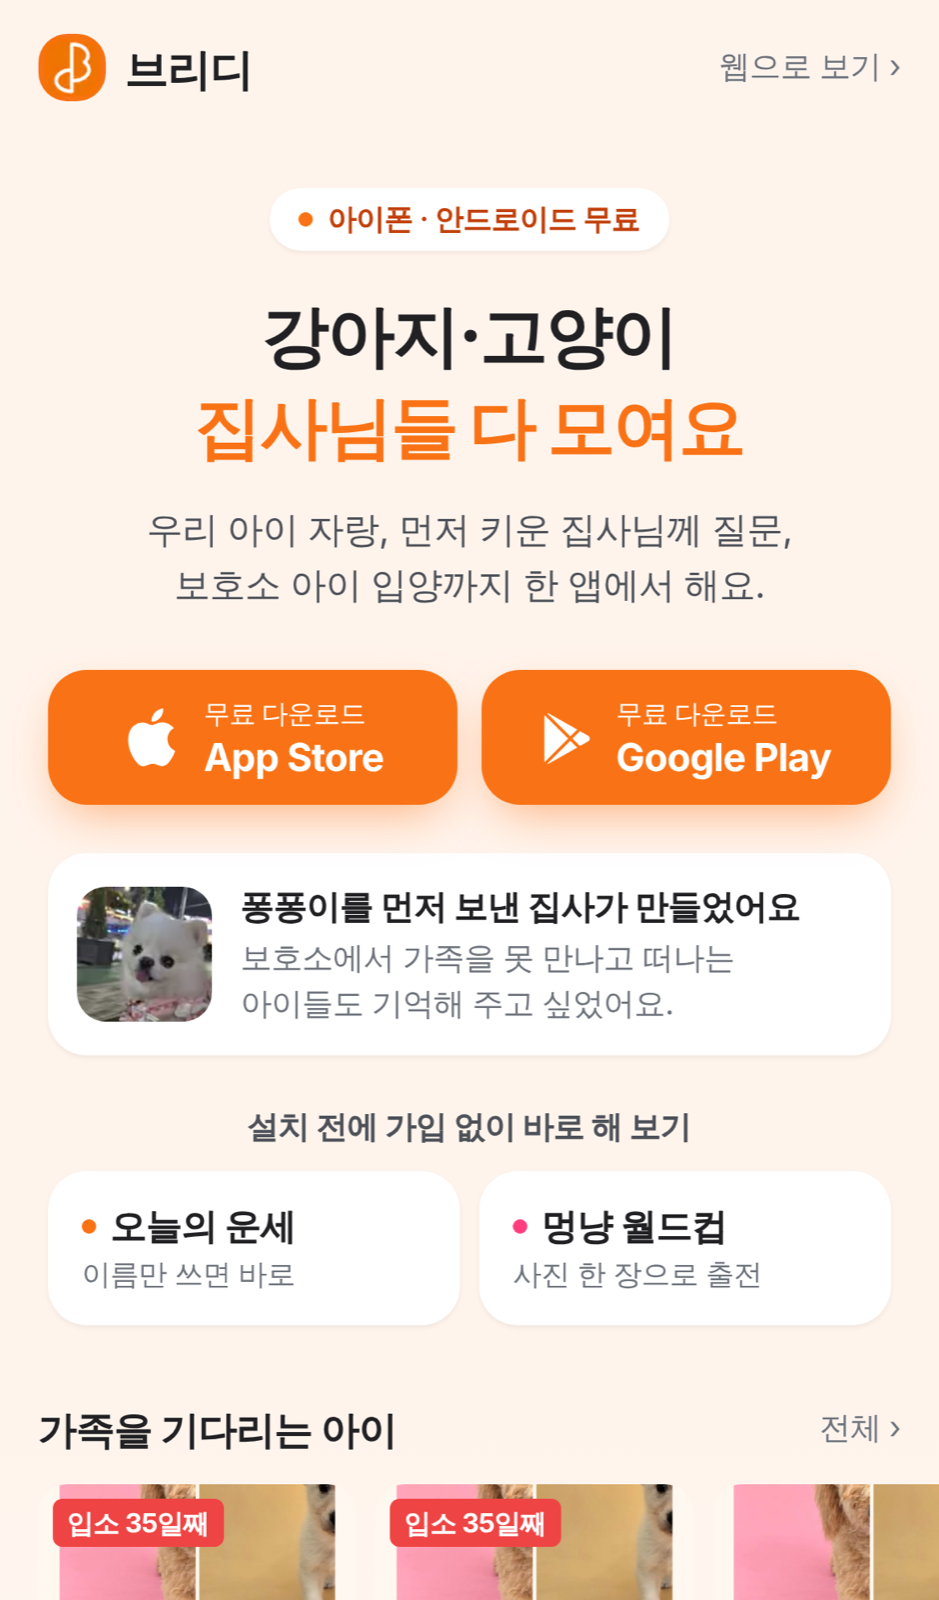 브리디
웹으로 보기 ›
아이폰 · 안드로이드 무료
강아지·고양이
집사님들 다 모여요
우리 아이 자랑, 먼저 키운 집사님께 질문,
보호소 아이 입양까지 한 앱에서 해요.
무료 다운로드
App Store
무료 다운로드
Google Play
퐁퐁이를 먼저 보낸 집사가 만들었어요
보호소에서 가족을 못 만나고 떠나는
아이들도 기억해 주고 싶었어요.
설치 전에 가입 없이 바로 해 보기
오늘의 운세
이름만 쓰면 바로
멍냥 월드컵
사진 한 장으로 출전
가족을 기다리는 아이
전체 ›
입소 35일째
입소 35일째